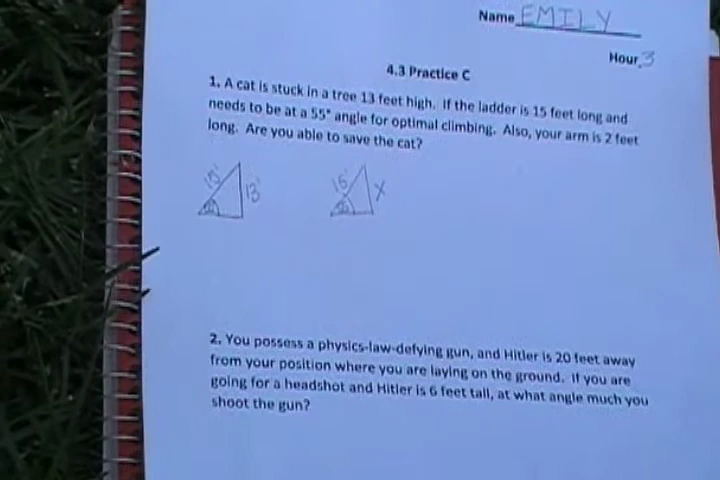 Name EMILY
Hour 3
4.3 Practice C
1. A cat is stuck in a tree 13 feet high. If the ladder is 15 feet long and
needs to be at a 55° angle for optimal climbing. Also, your arm is 2 feet
long. Are you able to save the cat?
15' 13' 15' x
2. You possess a physics-law-defying gun, and Hitler is 20 feet away
from your position where you are laying on the ground. If you are
going for a headshot and Hitler is 6 feet tall, at what angle much you
shoot the gun?